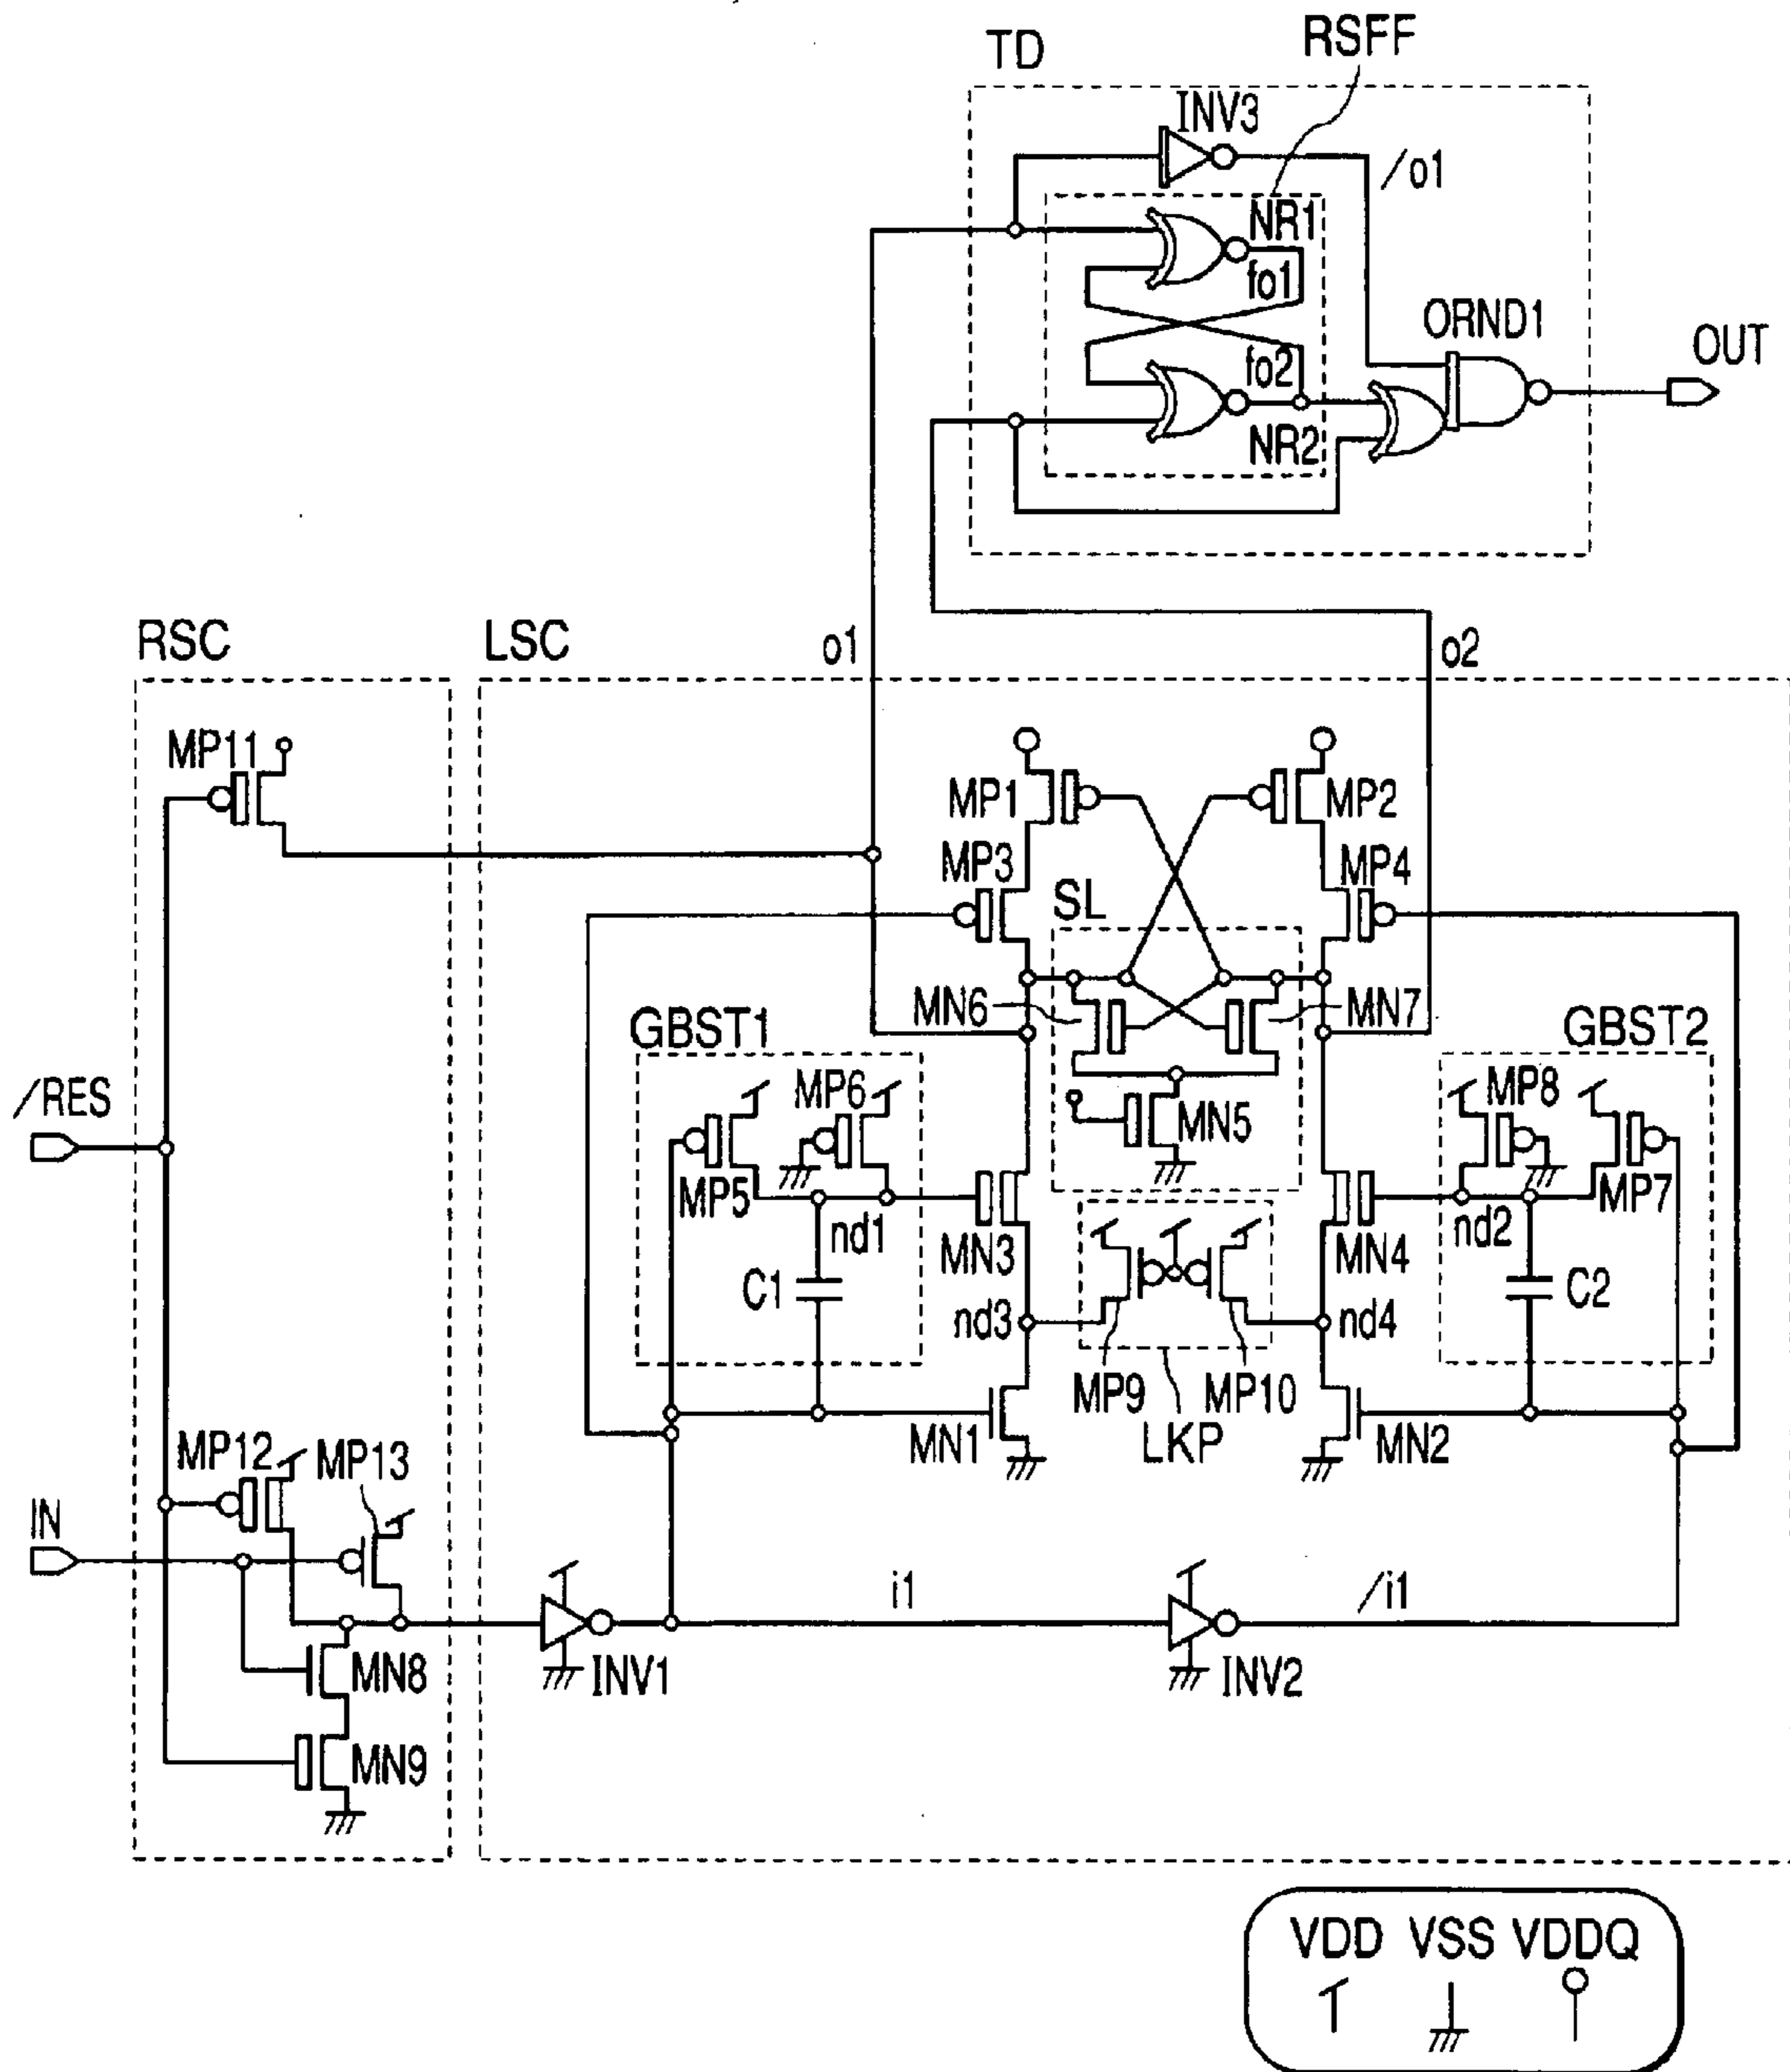 RSFF
TD
INV3
/o1
NR1
fo1
ORND1
OUT
fo2
NR2
RSC
LSC
o1
o2
MP11
MP1
MP2
MP3
MP4
SL
MN6
MN7
GBST1
GBST2
/RES
MP6
MP8
MN5
MP5
MP7
nd1
nd2
MN3
MN4
C1
C2
nd3
nd4
MP9
MP10
MN1
LKP
MN2
MP12
MP13
IN
i1
/i1
MN8
INV1
INV2
MN9
VDD VSS VDDQ